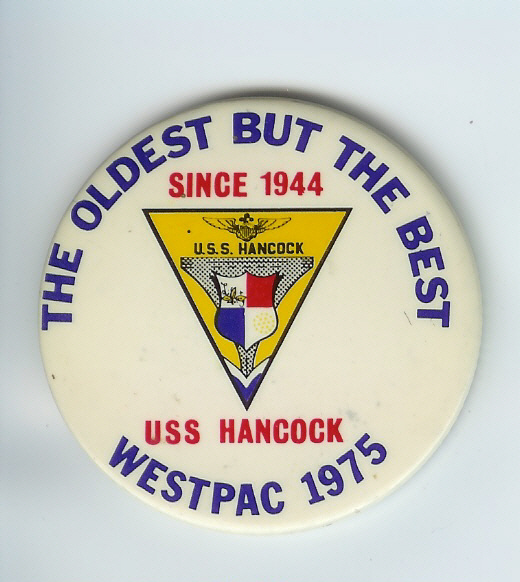 THE OLDEST BUT THE BEST
SINCE 1944
U.S.S. HANCOCK
USS HANCOCK
WESTPAC 1975